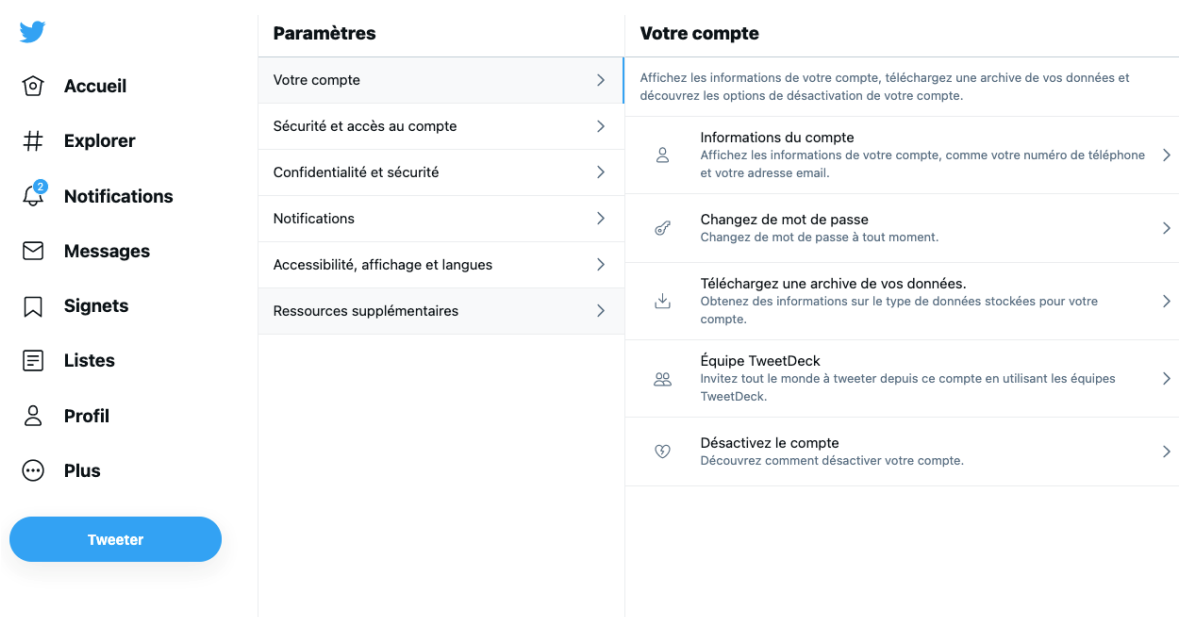 Accueil
Explorer
2
Notifications
Messages
Signets
Listes
Profil
Plus
Tweeter
Paramètres
Votre compte
Sécurité et accès au compte
Confidentialité et sécurité
Notifications
Accessibilité, affichage et langues
Ressources supplémentaires
Votre compte
Affichez les informations de votre compte, téléchargez une archive de vos données et
découvrez les options de désactivation de votre compte.
Informations du compte
Affichez les informations de votre compte, comme votre numéro de téléphone
et votre adresse email.
Changez de mot de passe
Changez de mot de passe à tout moment.
Téléchargez une archive de vos données.
Obtenez des informations sur le type de données stockées pour votre
compte.
Équipe TweetDeck
Invitez tout le monde à tweeter depuis ce compte en utilisant les équipes
TweetDeck.
Désactivez le compte
Découvrez comment désactiver votre compte.